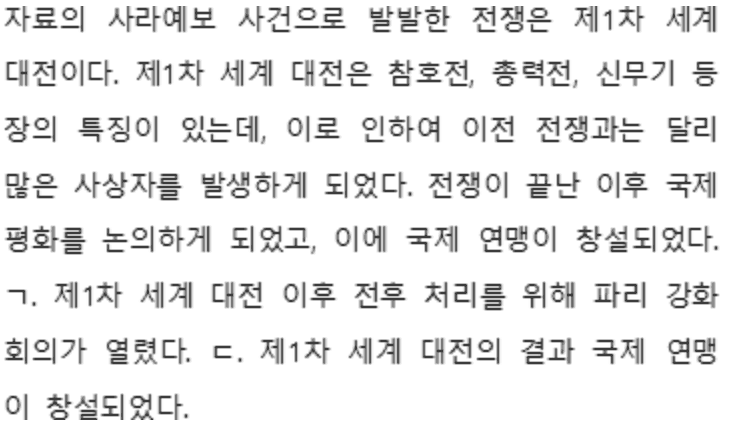 자료의 사라예보 사건으로 발발한 전쟁은 제1차 세계
대전이다. 제1차 세계 대전은 참호전, 총력전, 신무기 등
장의 특징이 있는데, 이로 인하여 이전 전쟁과는 달리
많은 사상자를 발생하게 되었다. 전쟁이 끝난 이후 국제
평화를 논의하게 되었고, 이에 국제 연맹이 창설되었다.
ㄱ. 제1차 세계 대전 이후 전후 처리를 위해 파리 강화
회의가 열렸다. ㄷ. 제1차 세계 대전의 결과 국제 연맹
이 창설되었다.